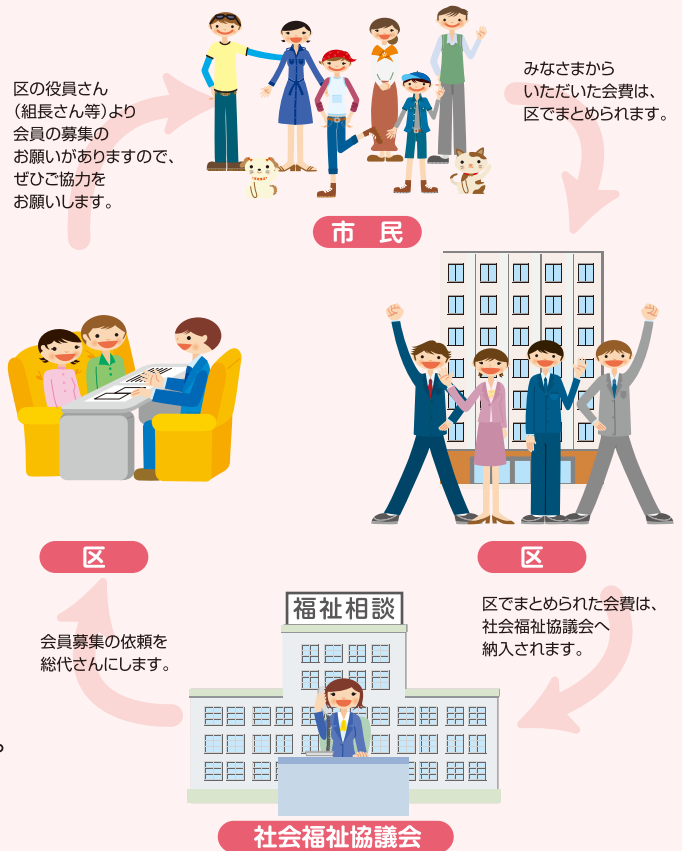 区の役員さん
（組長さん等）より
会員の募集の
お願いがありますので、
ぜひご協力を
お願いします。
みなさまから
いただいた会費は、
区でまとめられます。
市 民
区
区
会員募集の依頼を
総代さんにします。
福祉相談
区でまとめられた会費は、
社会福祉協議会へ
納入されます。
。
社会福祉協議会